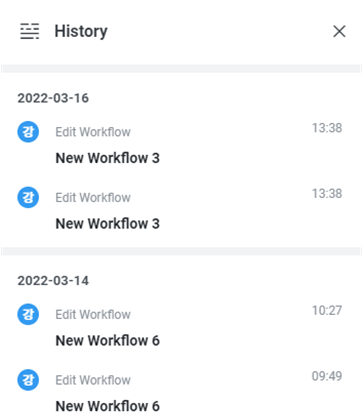 History
2022-03-16
강 Edit Workflow 13:38
New Workflow 3
강 Edit Workflow 13:38
New Workflow 3
2022-03-14
강 Edit Workflow 10:27
New Workflow 6
강 Edit Workflow 09:49
New Workflow 6